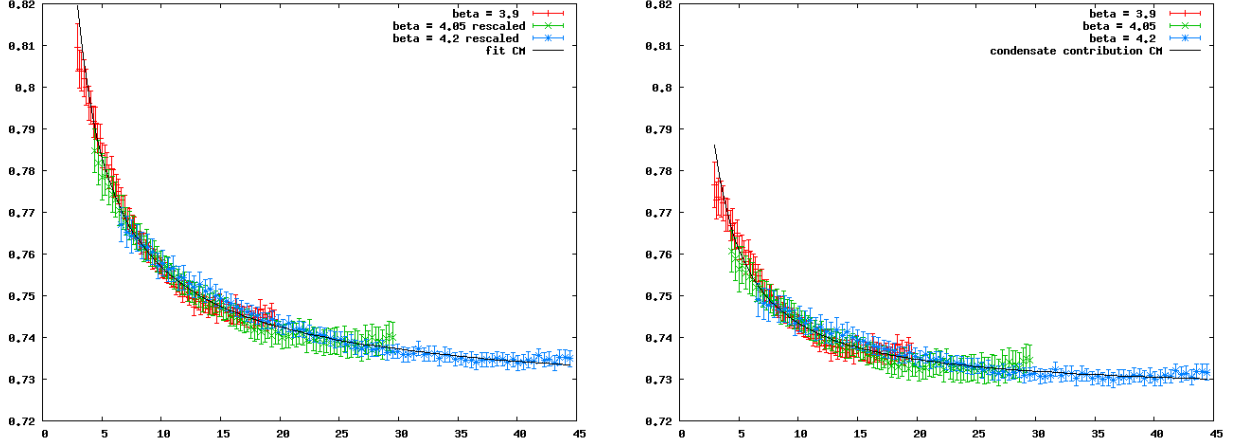 0.82
0.81
0.8
0.79
0.78
0.77
0.76
0.75
0.74
0.73
0.72
0 5 10 15 20 25 30 35 40 45
beta = 3.9
beta = 4.05 rescaled
beta = 4.2 rescaled
fit CM
0.82
0.81
0.8
0.79
0.78
0.77
0.76
0.75
0.74
0.73
0.72
0 5 10 15 20 25 30 35 40 45
beta = 3.9
beta = 4.05
beta = 4.2
condensate contribution CM